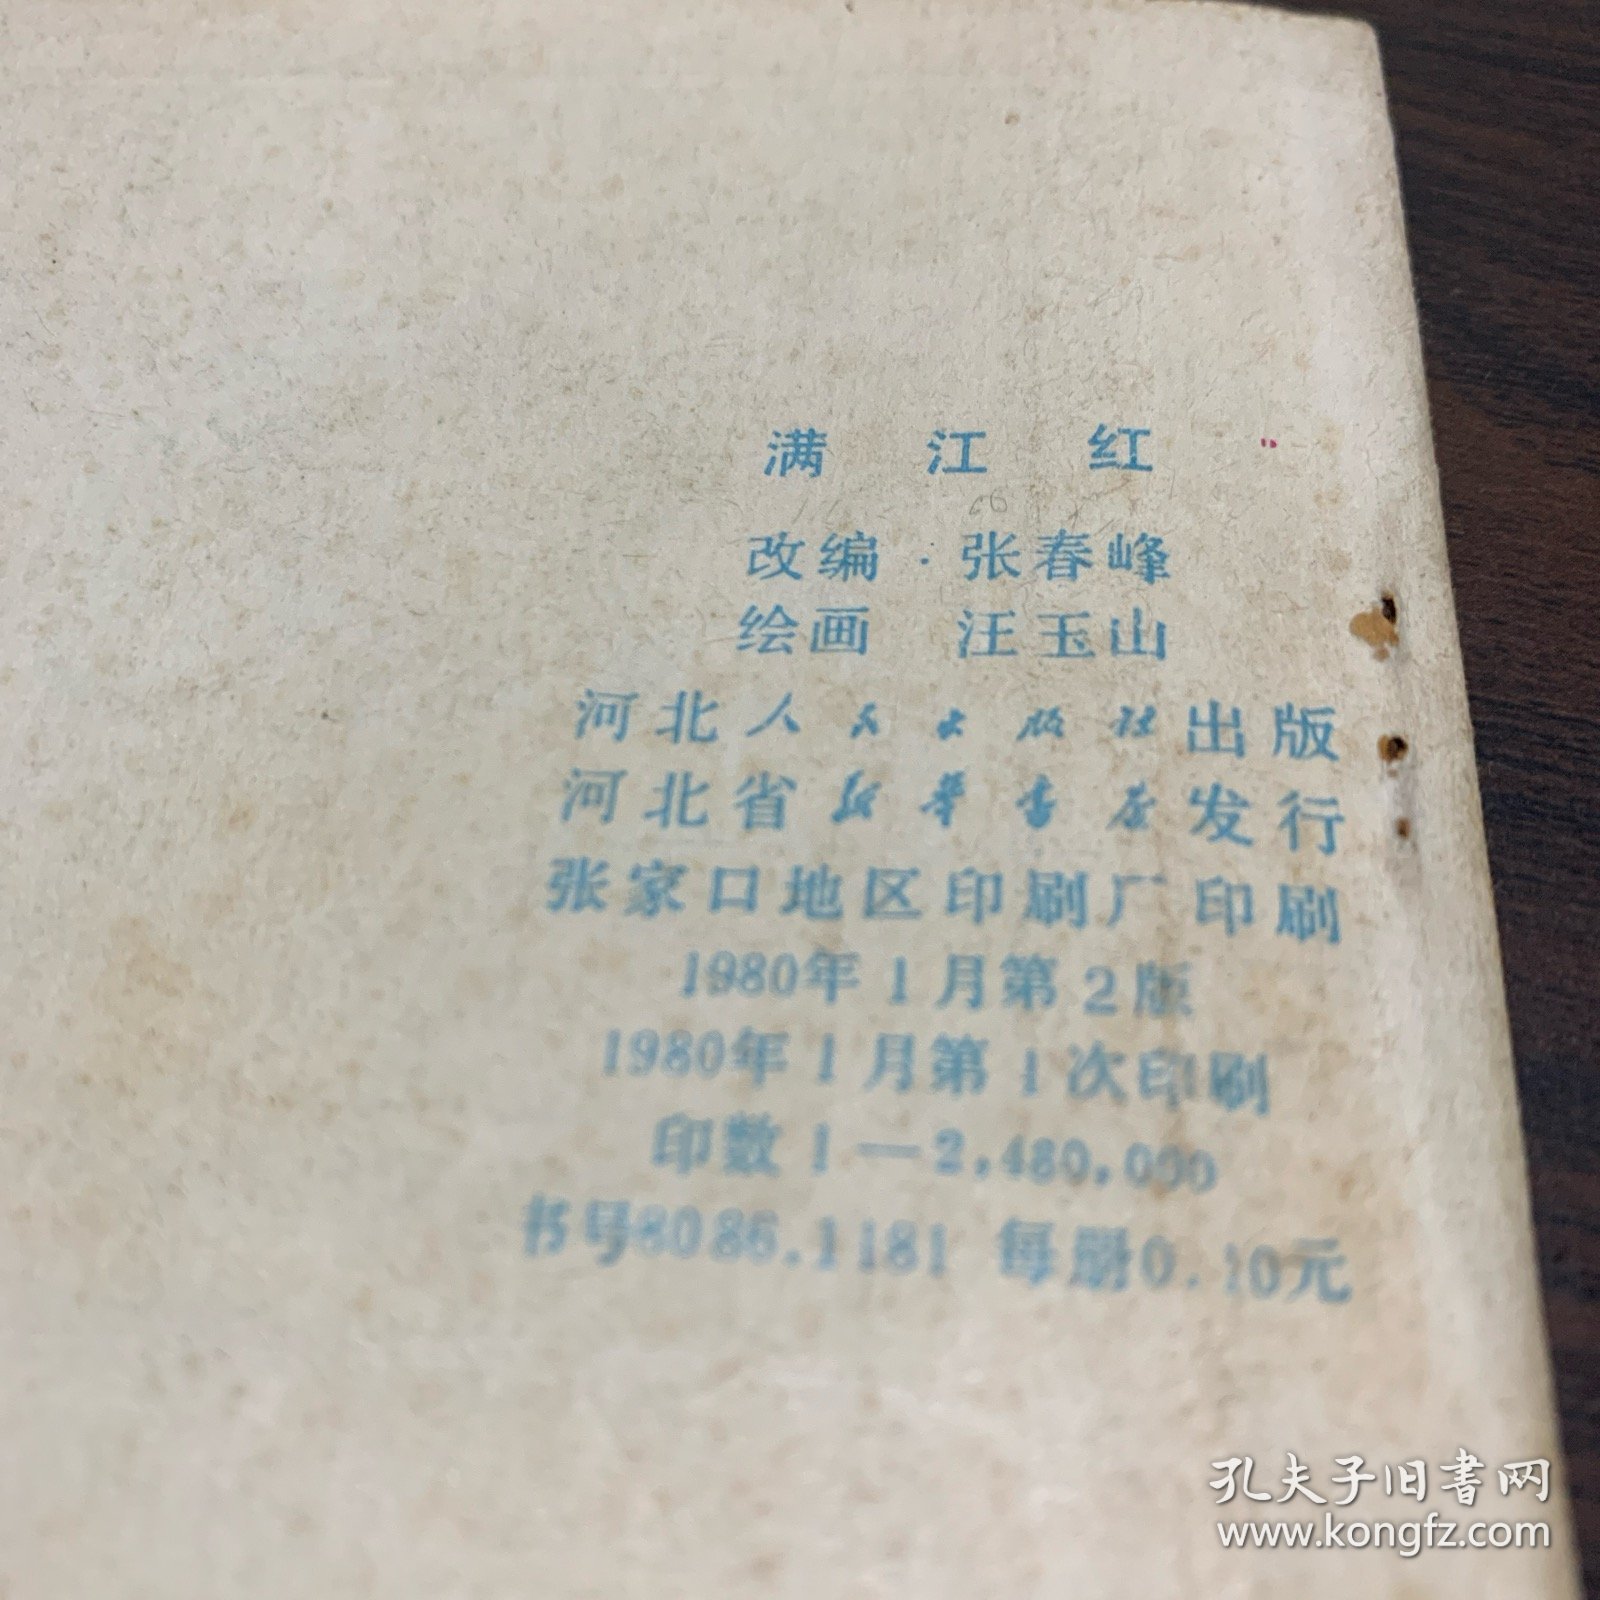 满江红
改编·张春峰
绘画 汪玉山
河北人民出版社出版
河北省新华书店发行
张家口地区印刷厂印刷
1980年1月第2版
1980年1月第1次印刷
印数1—2,480,000
书号8086.1181 每册0.10元
孔夫子旧书网
www.kongfz.com